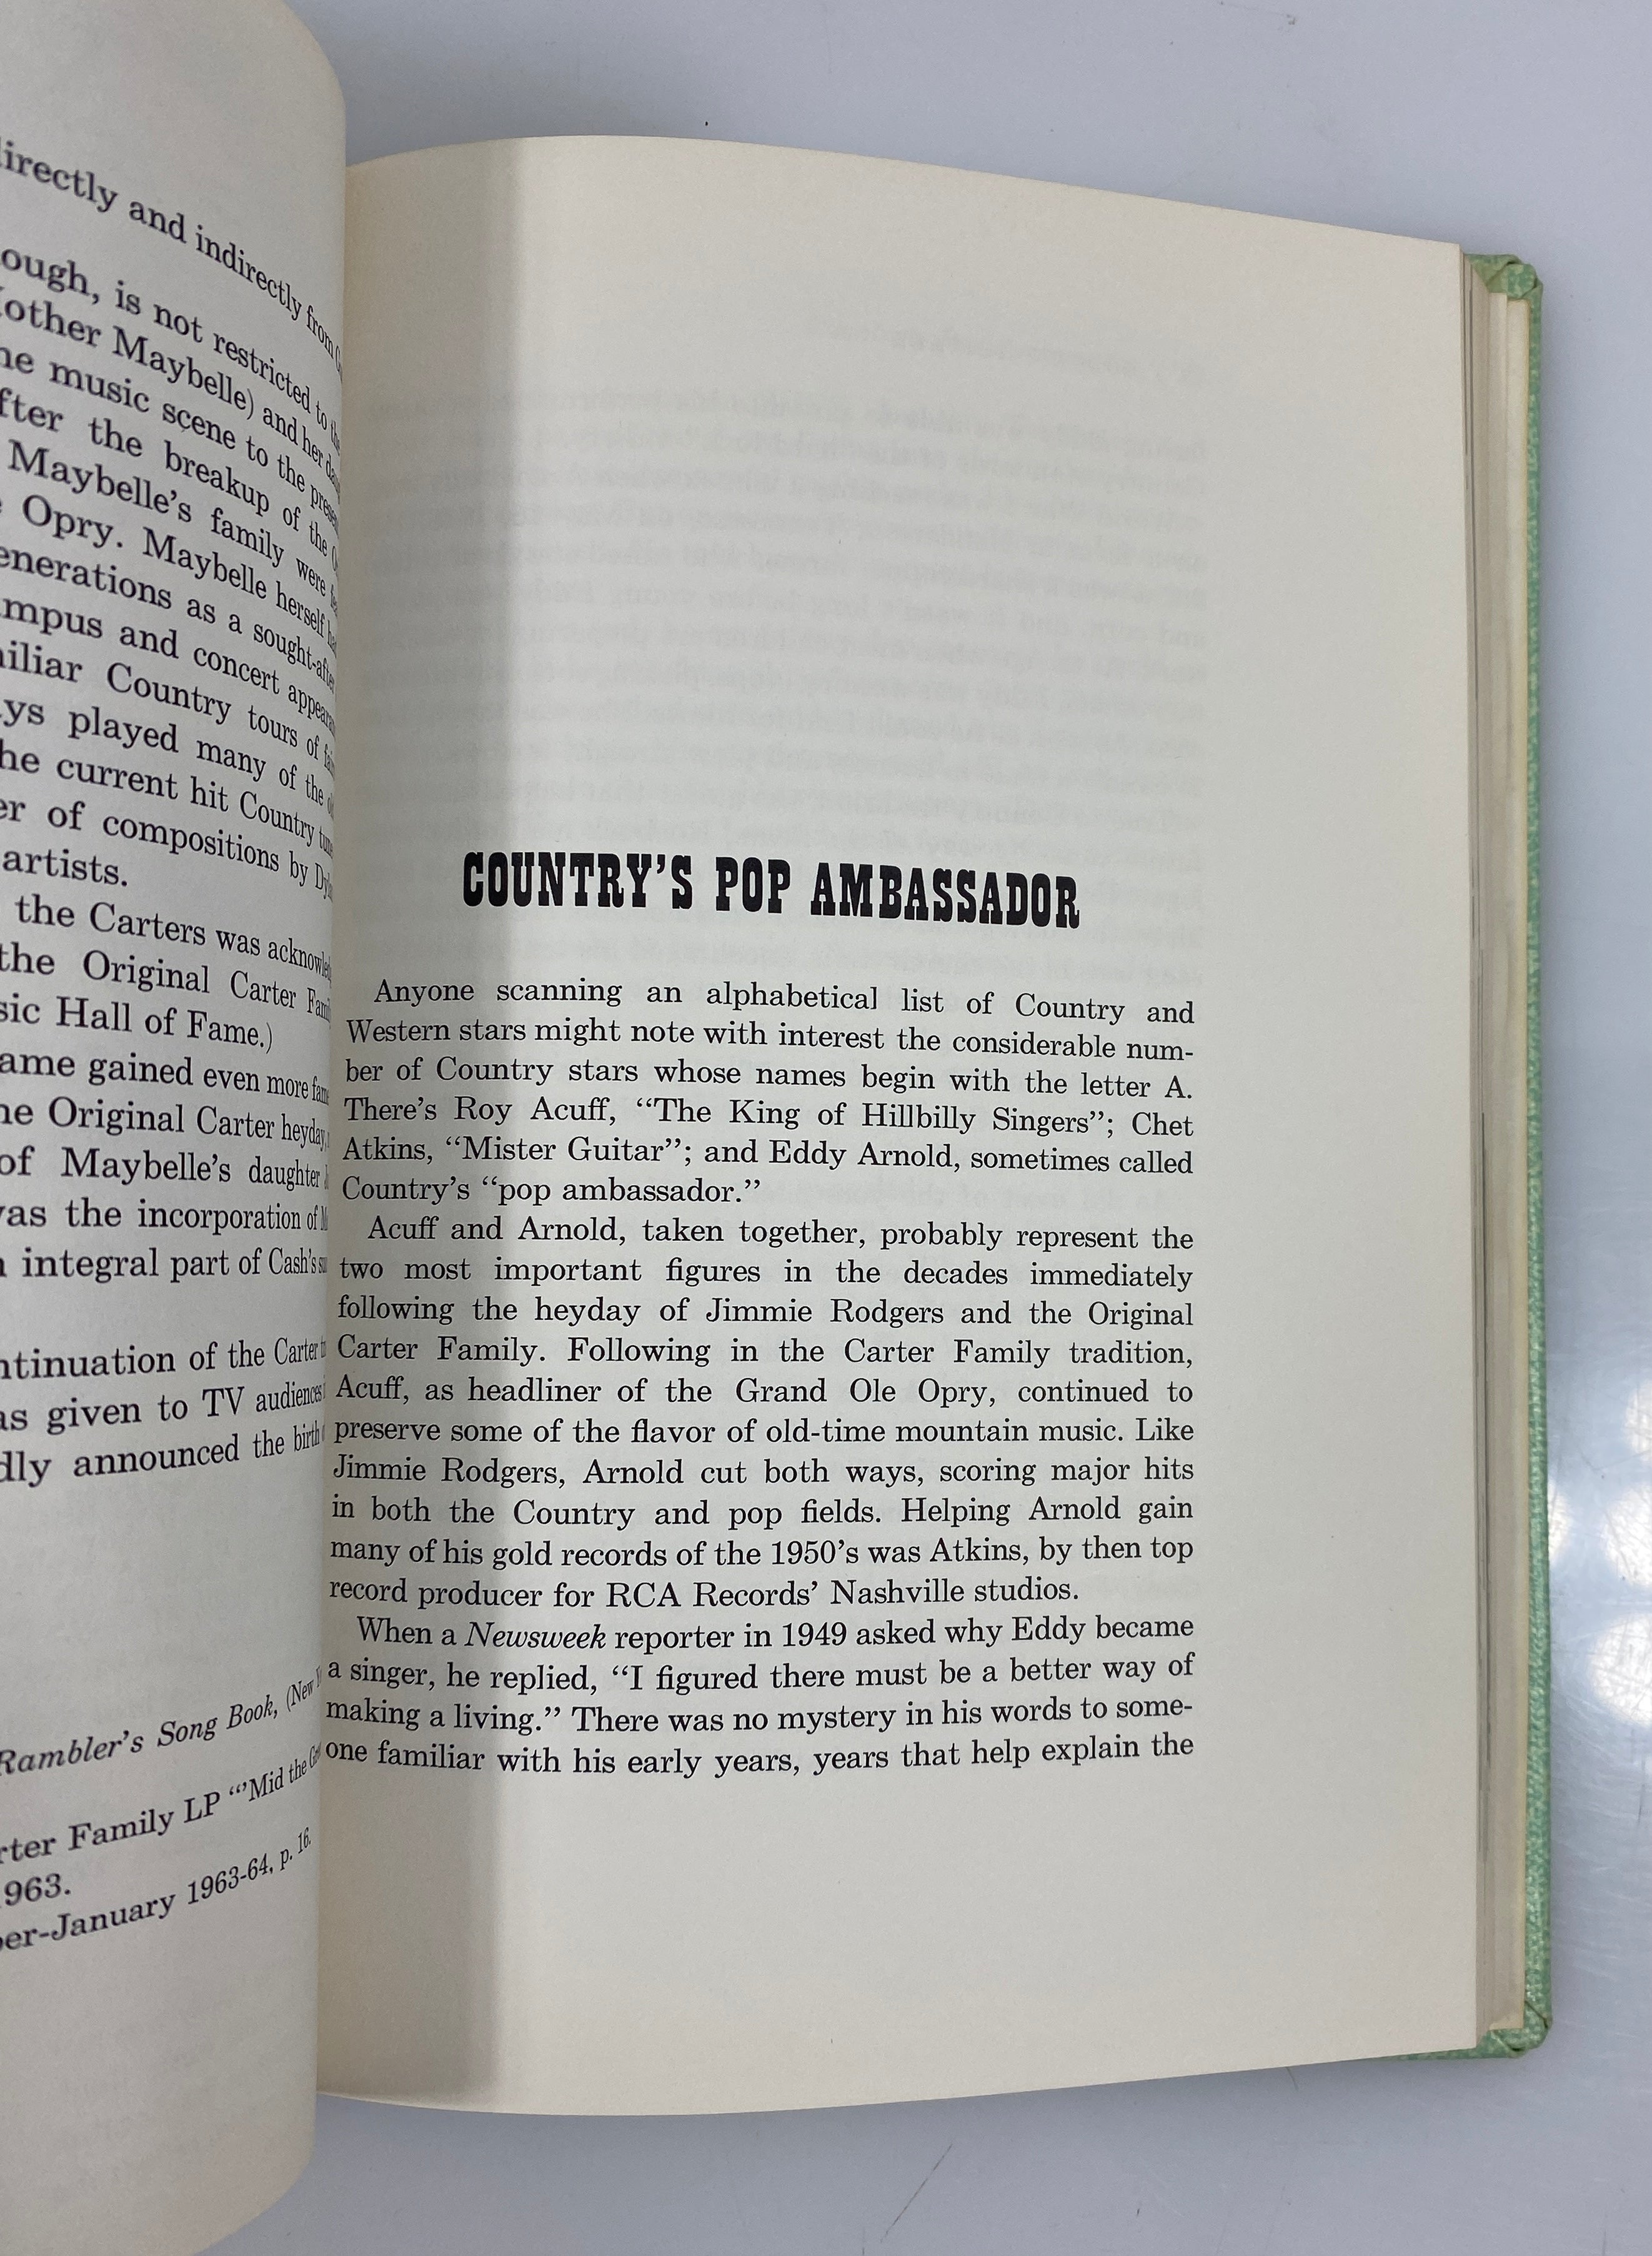 directly and indirectly from
ough, is not restricted to the
Mother Maybelle) and her
he music scene to the present
fter the breakup of the
Maybelle's family were
Opry. Maybelle herself
enerations as a sought-after
ampus and concert
miliar Country tours of
ays played many of the
he current hit Country
er of compositions by
artists.
the Carters was
the Original Carter
sic Hall of Fame.)
ame gained even more
he Original Carter heyday,
of Maybelle's daughter
was the incorporation of
n integral part of Cash's
ntinuation of the Carter
as given to TV audiences
dly announced the birth
Rambler's Song Book, (New
rter Family LP “'Mid the
1963.
ber-January 1963-64, p. 16.
COUNTRY'S POP AMBASSADOR
Anyone scanning an alphabetical list of Country and
Western stars might note with interest the considerable num-
ber of Country stars whose names begin with the letter A.
There's Roy Acuff, “The King of Hillbilly Singers”; Chet
Atkins, “Mister Guitar”; and Eddy Arnold, sometimes called
Country's “pop ambassador.”
Acuff and Arnold, taken together, probably represent the
two most important figures in the decades immediately
following the heyday of Jimmie Rodgers and the Original
Carter Family. Following in the Carter Family tradition,
Acuff, as headliner of the Grand Ole Opry, continued to
preserve some of the flavor of old-time mountain music. Like
Jimmie Rodgers, Arnold cut both ways, scoring major hits
in both the Country and pop fields. Helping Arnold gain
many of his gold records of the 1950's was Atkins, by then top
record producer for RCA Records' Nashville studios.
When a Newsweek reporter in 1949 asked why Eddy became
a singer, he replied, “I figured there must be a better way of
making a living.” There was no mystery in his words to some-
one familiar with his early years, years that help explain the